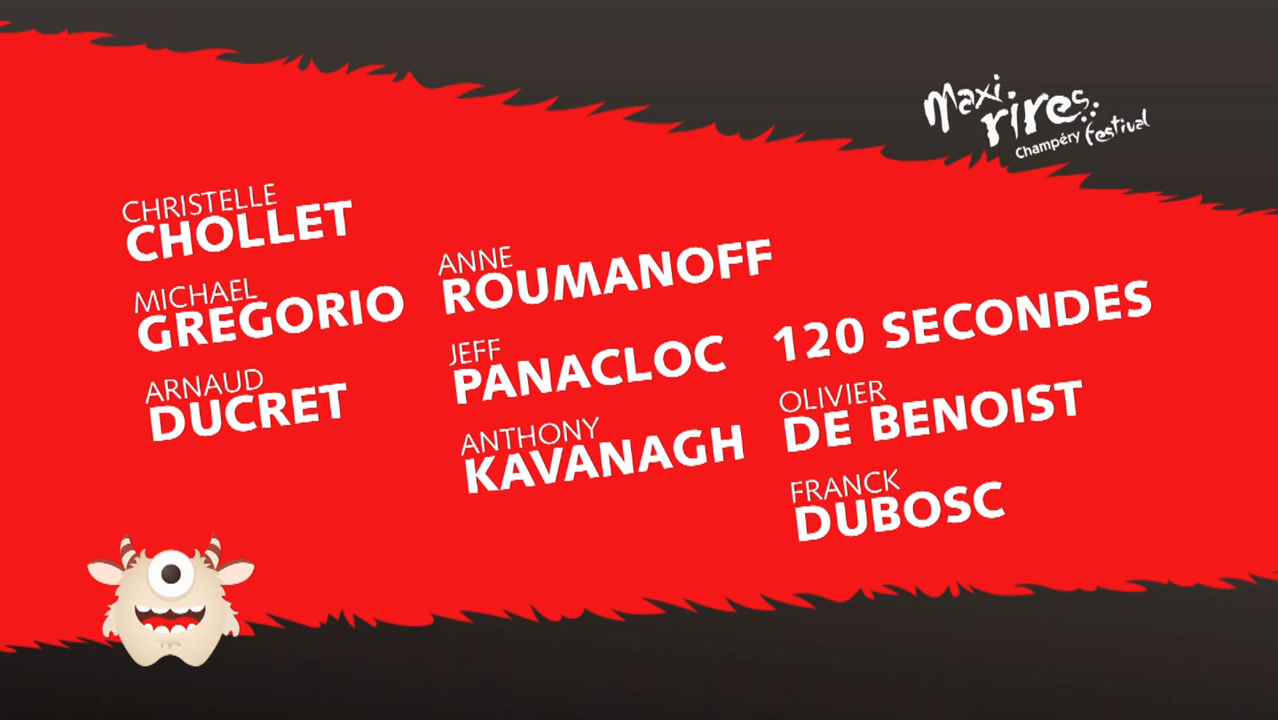 Maxi
rires
Champéry festival
CHRISTELLE
CHOLLET
MICHAEL
GREGORIO
ARNAUD
DUCRET
ANNE
ROUMANOFF
JEFF
PANACLOC
ANTHONY
KAVANAGH
120 SECONDES
OLIVIER
DE BENOIST
FRANCK
DUBOSC